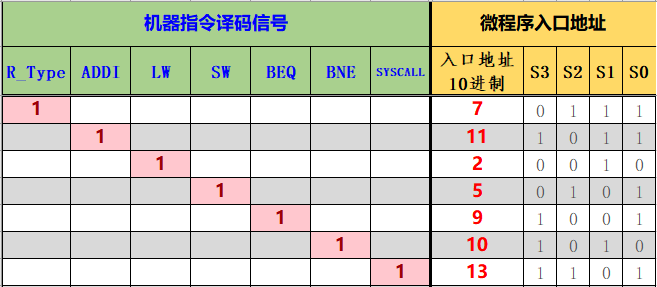 机器指令译码信号 微程序入口地址
R_Type ADDI LW SW BEQ BNE SYSCALL 入口地址 10进制 S3 S2 S1 S0
1 7 0 1 1 1
1 11 1 0 1 1
1 2 0 0 1 0
1 5 0 1 0 1
1 9 1 0 0 1
1 10 1 0 1 0
1 13 1 1 0 1